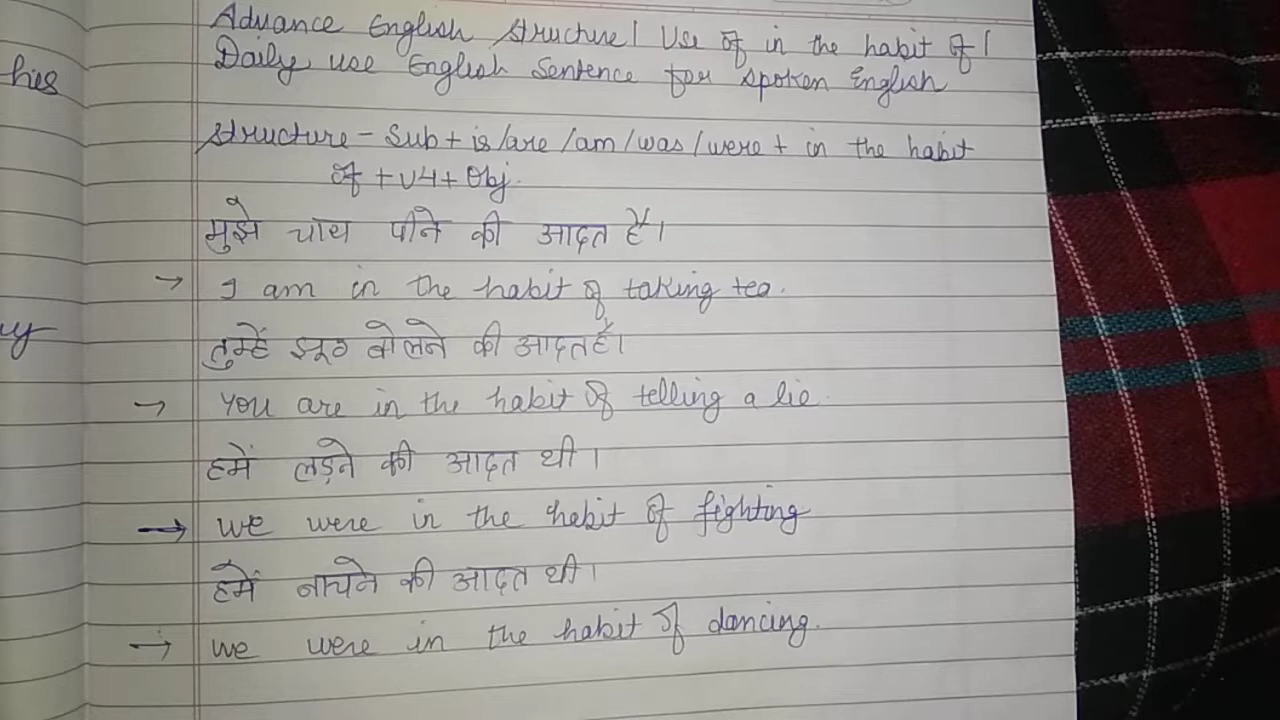 Advance English Structure| Use of in the habit of|
Daily use English Sentence for spoken English
his
Structure - Sub + is/are/am/was/were + in the habit
of + v4 + Obj.
मुझे चाय पीने की आदत हैं।
→ I am in the habit of taking tea.
तुम्हें झूठ बोलने की आदत हैं।
→ You are in the habit of telling a lie.
हमें लड़ने की आदत थी।
→ we were in the habit of fighting
हमें नाचने की आदत थी।
→ we were in the habit of dancing.